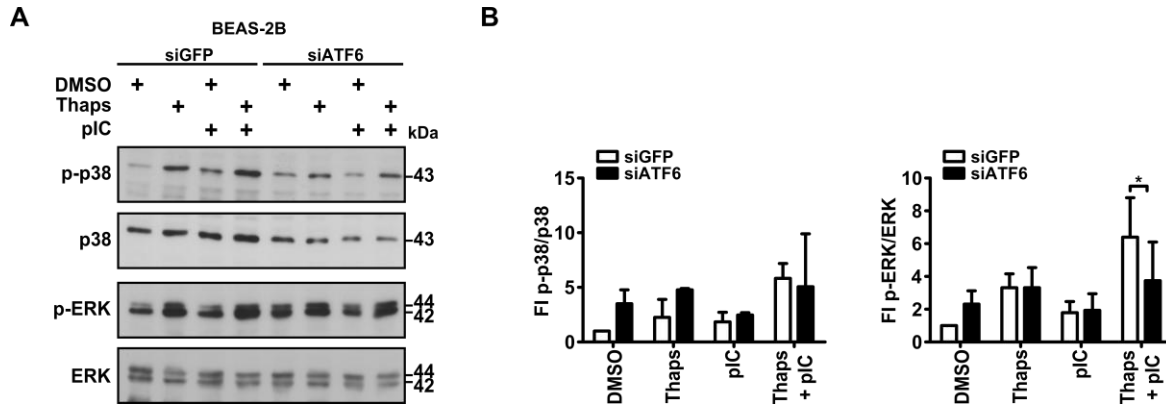 A
BEAS-2B
siGFP siATF6
DMSO + + + +
Thaps + + + +
pIC + + + + kDa
p-p38 -43
p38 -43
p-ERK 44
42
ERK 44
42
B
siGFP
siATF6
FI p-p38/p38
15
10
5
0
DMSO
Thaps
pIC
Thaps
+ pIC
siGFP
siATF6
FI p-ERK/ERK
10
8
6
4
2
0
*
DMSO
Thaps
pIC
Thaps
+ pIC